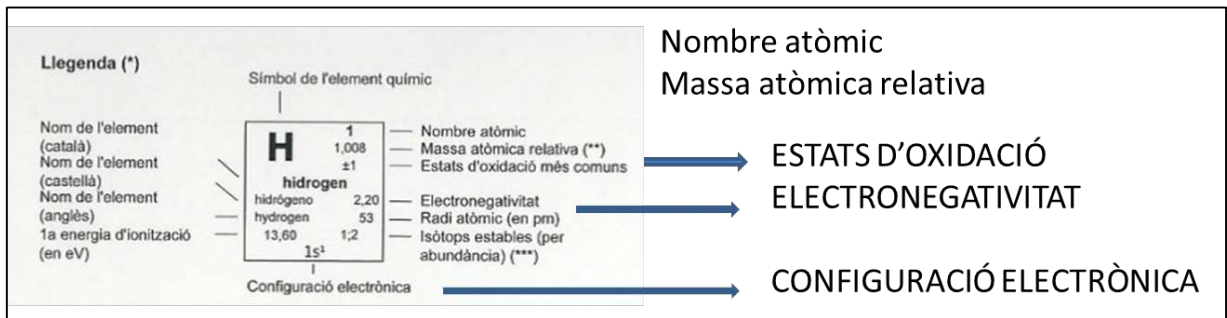 Llegenda (*)
Símbol de l'element químic
Nom de l'element
(català)
Nom de l'element
(castellà)
Nom de l'element
(anglès)
1a energia d'ionització
(en eV)
H
1
1,008
±1
hidrogen
hidrógeno 2,20
hydrogen 53
13,60 1;2
1s¹
Nombre atòmic
Massa atòmica relativa (**)
Estats d'oxidació més comuns
Electronegativitat
Radi atòmic (en pm)
Isòtops estables (per
abundància) (***)
Configuració electrònica
Nombre atòmic
Massa atòmica relativa
ESTATS D'OXIDACIÓ
ELECTRONEGATIVITAT
CONFIGURACIÓ ELECTRÒNICA